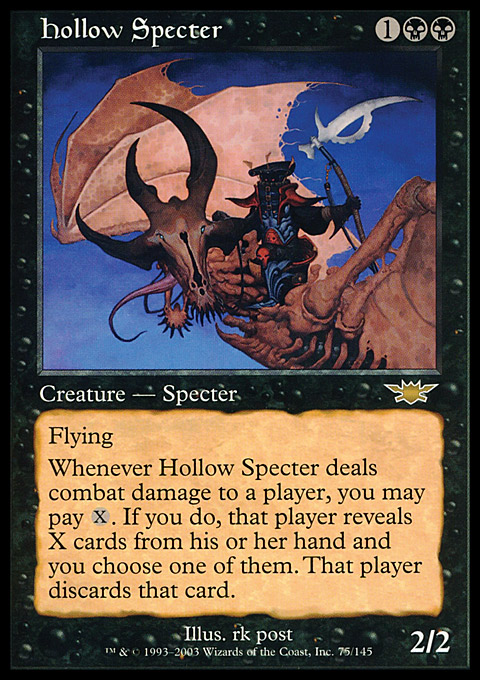 Hollow Specter 1
Creature — Specter
Flying
Whenever Hollow Specter deals
combat damage to a player, you may
pay X. If you do, that player reveals
X cards from his or her hand and
you choose one of them. That player
discards that card.
Illus. rk post
2/2
™ & © 1993–2003 Wizards of the Coast, Inc. 75/145